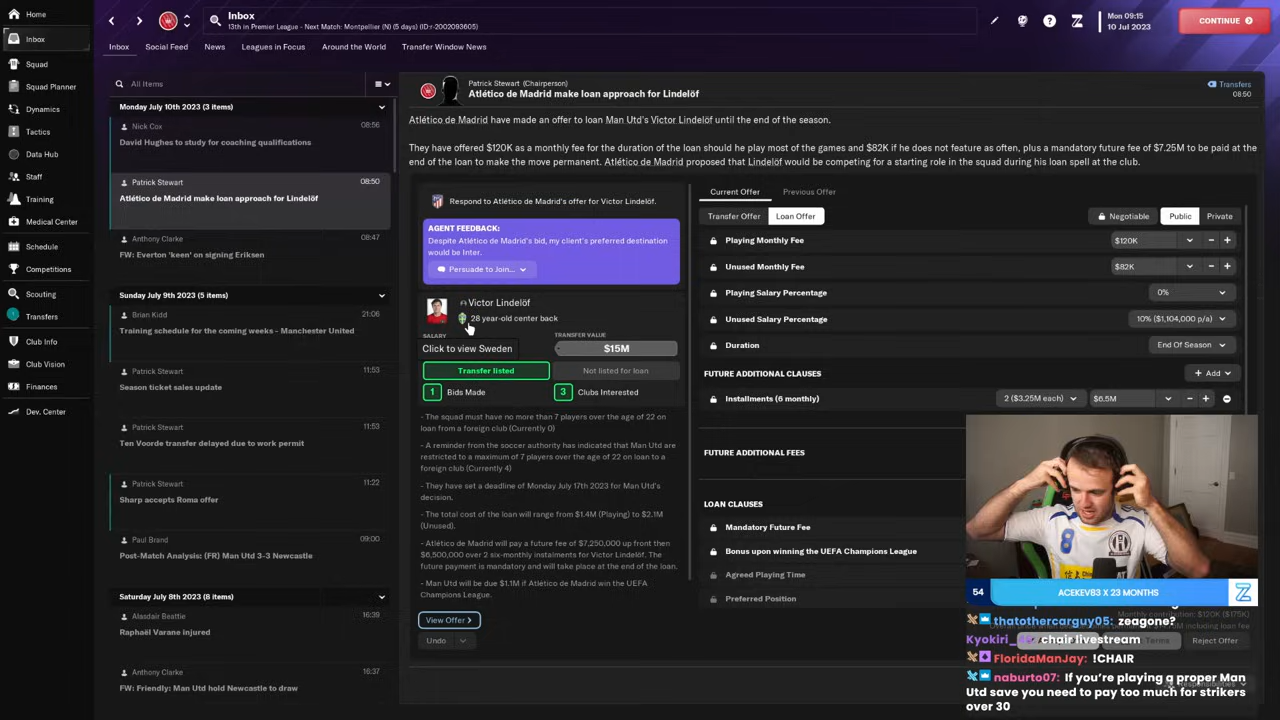 Home
Inbox
Squad
Squad Planner
Dynamics
Tactics
Data Hub
Staff
Training
Medical Center
Schedule
Competitions
Scouting
Transfers
Club Info
Club Vision
Finances
Dev. Center
Inbox
13th in Premier League - Next Match: Montpellier (N) (5 days) (ID:r-2002093605)
Mon 09:15
10 Jul 2023
CONTINUE
Inbox
Social Feed
News
Leagues in Focus
Around the World
Transfer Window News
All Items
Monday July 10th 2023 (3 items)
Nick Cox
08:56
David Hughes to study for coaching qualifications
Patrick Stewart
08:50
Atlético de Madrid make loan approach for Lindelöf
Anthony Clarke
08:47
FW: Everton 'keen' on signing Eriksen
Sunday July 9th 2023 (5 items)
Brian Kidd
21:06
Training schedule for the coming weeks - Manchester United
Patrick Stewart
11:53
Season ticket sales update
Patrick Stewart
11:53
Ten Voorde transfer delayed due to work permit
Patrick Stewart
11:22
Sharp accepts Roma offer
Paul Brand
09:00
Post-Match Analysis: (FR) Man Utd 3-3 Newcastle
Saturday July 8th 2023 (8 items)
Alasdair Beattie
16:39
Raphaël Varane injured
Anthony Clarke
16:37
FW: Friendly: Man Utd hold Newcastle to draw
Patrick Stewart (Chairperson)
Atlético de Madrid make loan approach for Lindelöf
Transfers
08:50
Atlético de Madrid have made an offer to loan Man Utd's Victor Lindelöf until the end of the season.
They have offered $120K as a monthly fee for the duration of the loan should he play most of the games and $82K if he does not feature as often, plus a mandatory future fee of $7.25M to be paid at
end of the loan to make the move permanent. Atlético de Madrid proposed that Lindelöf would be competing for a starting role in the squad during his loan spell at the club.
Respond to Atlético de Madrid's offer for Victor Lindelöf.
AGENT FEEDBACK:
Despite Atlético de Madrid's bid, my client's preferred destination
would be Inter.
Persuade to Join...
Victor Lindelöf
28 year-old center back
SALARY
TRANSFER VALUE
Click to view Sweden
$15M
Transfer listed
Not listed for loan
1 Bids Made
3 Clubs Interested
- The squad must have no more than 7 players over the age of 22 on
loan from a foreign club (Currently 0)
- A reminder from the soccer authority has indicated that Man Utd are
restricted to a maximum of 7 players over the age of 22 on loan to a
foreign club (Currently 4)
- They have set a deadline of Monday July 17th 2023 for Man Utd's
decision.
- The total cost of the loan will range from $1.4M (Playing) to $2.1M
(Unused).
- Atlético de Madrid will pay a future fee of $7,250,000 up front then
$6,500,000 over 2 six-monthly instalments for Victor Lindelöf. The
future payment is mandatory and will take place at the end of the loan.
- Man Utd will be due $1.1M if Atlético de Madrid win the UEFA
Champions League.
View Offer
Undo
Current Offer
Previous Offer
Transfer Offer
Loan Offer
Negotiable
Public
Private
Playing Monthly Fee
$120K
Unused Monthly Fee
$82K
Playing Salary Percentage
0%
Unused Salary Percentage
10% ($1,104,000 p/a)
Duration
End Of Season
FUTURE ADDITIONAL CLAUSES
Add
Installments (6 monthly)
2 ($3.25M each)
$6.5M
FUTURE ADDITIONAL FEES
LOAN CLAUSES
Mandatory Future Fee
Bonus upon winning the UEFA Champions League
Agreed Playing Time
Preferred Position
Reject Offer
54
ACEKEV83 X 23 MONTHS
thatothercarguy05: zeagone?
chair livestream
FloridaManJay: !CHAIR
naburto07: If you're playing a proper Man
Utd save you need to pay too much for strikers
over 30